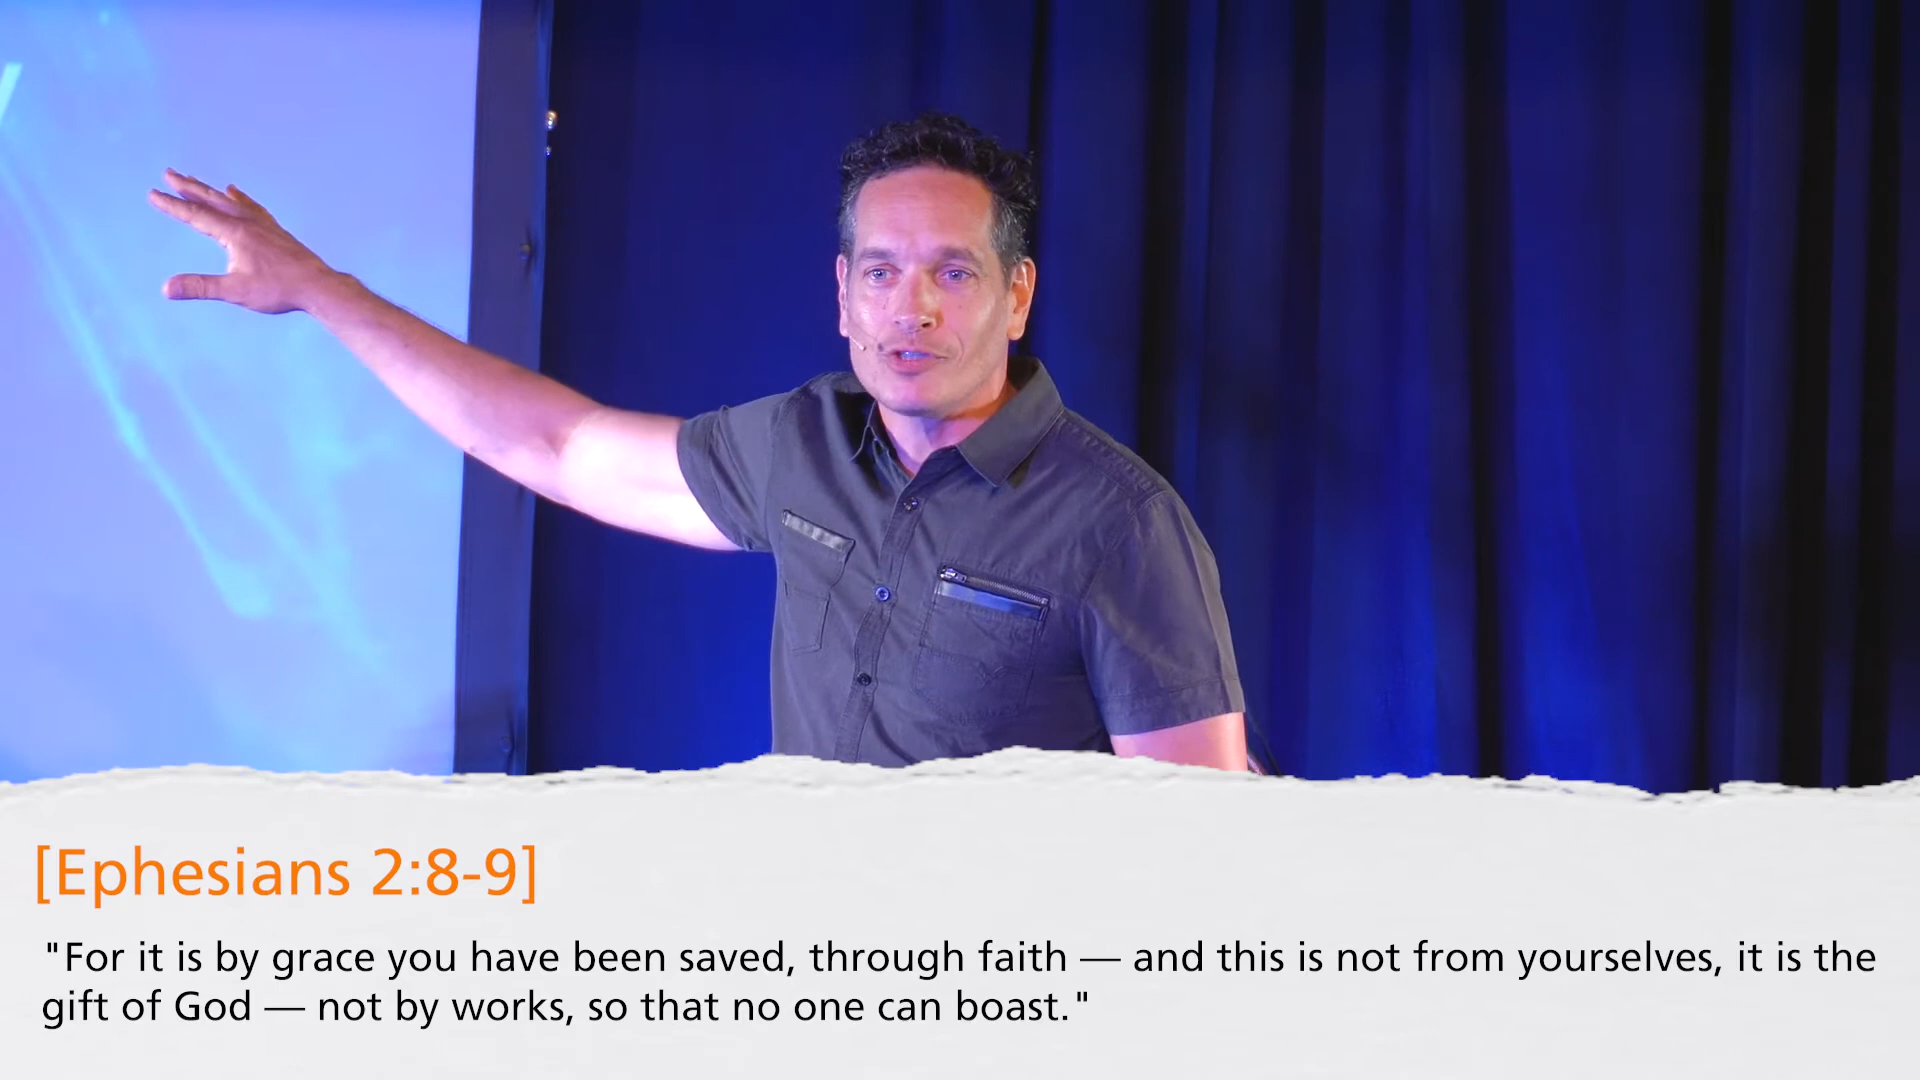 [Ephesians 2:8-9]
"For it is by grace you have been saved, through faith — and this is not from yourselves, it is the
gift of God — not by works, so that no one can boast."